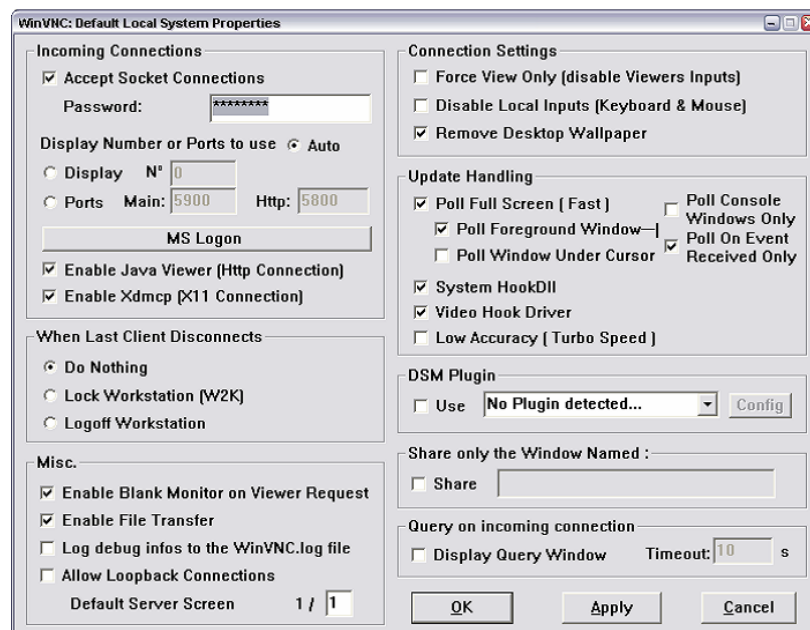 WinVNC: Default Local System Properties
Incoming Connections
Accept Socket Connections
Password: ********
Display Number or Ports to use Auto
Display N° 0
Ports Main: 5900 Http: 5800
MS Logon
Enable Java Viewer (Http Connection)
Enable Xdmcp (X11 Connection)
When Last Client Disconnects
Do Nothing
Lock Workstation (W2K)
Logoff Workstation
Misc.
Enable Blank Monitor on Viewer Request
Enable File Transfer
Log debug infos to the WinVNC.log file
Allow Loopback Connections
Default Server Screen 1 / 1
Connection Settings
Force View Only (disable Viewers Inputs)
Disable Local Inputs (Keyboard & Mouse)
Remove Desktop Wallpaper
Update Handling
Poll Full Screen ( Fast )
Poll Foreground Window
Poll Window Under Cursor
Poll Console
Windows Only
Poll On Event
Received Only
System HookDll
Video Hook Driver
Low Accuracy ( Turbo Speed )
DSM Plugin
Use No Plugin detected... Config
Share only the Window Named :
Share
Query on incoming connection
Display Query Window Timeout: 10 s
OK Apply Cancel